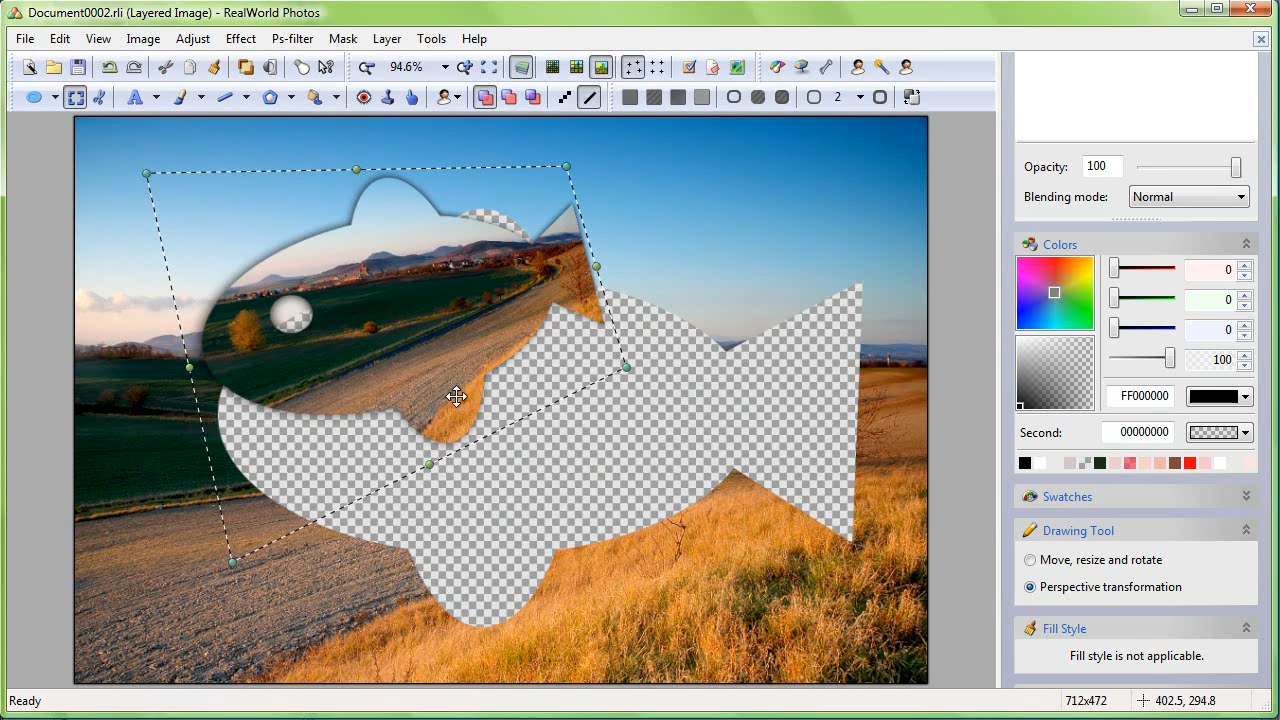 Document0002.rli (Layered Image) - RealWorld Photos
File Edit View Image Adjust Effect Ps-filter Mask Layer Tools Help
94.6%
2
Opacity: 100
Blending mode: Normal
Colors
0
0
0
100
FF000000
Second: 00000000
Swatches
Drawing Tool
Move, resize and rotate
Perspective transformation
Fill Style
Fill style is not applicable.
Ready 712x472 402.5, 294.8